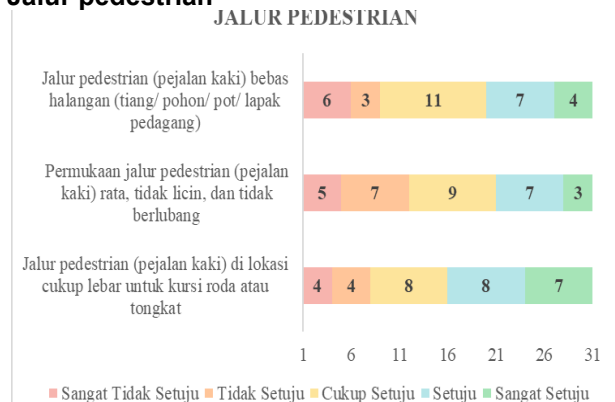 Jalur pedestrian
JALUR PEDESTRIAN
Jalur pedestrian (pejalan kaki) bebas
halangan (tiang/ pohon/ pot/ lapak
pedagang)
6 3 11 7 4
Permukaan jalur pedestrian (pejalan
kaki) rata, tidak licin, dan tidak
berlubang
5 7 9 7 3
Jalur pedestrian (pejalan kaki) di lokasi
cukup lebar untuk kursi roda atau
tongkat
4 4 8 8 7
1 6 11 16 21 26 31
Sangat Tidak Setuju Tidak Setuju Cukup Setuju Setuju Sangat Setuju